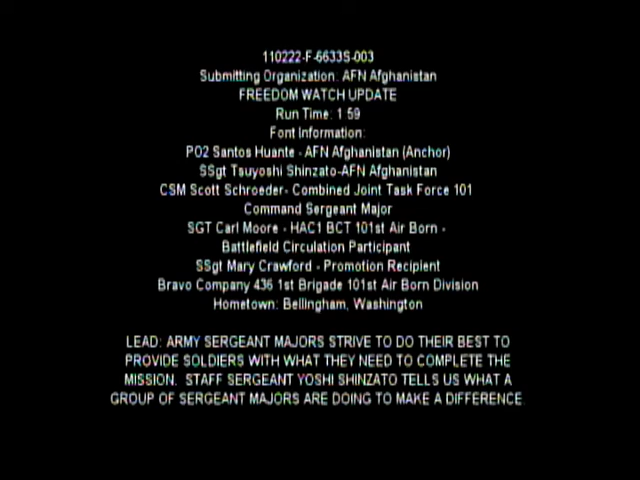 110222-F-6633S-003
Submitting Organization: AFN Afghanistan
FREEDOM WATCH UPDATE
Run Time: 1:59
Font Information:
PO2 Santos Huante - AFN Afghanistan (Anchor)
SSgt Tsuyoshi Shinzato-AFN Afghanistan
CSM Scott Schroeder- Combined Joint Task Force 101
Command Sergeant Major
SGT Carl Moore - HAC1 BCT 101st Air Born -
Battlefield Circulation Participant
SSgt Mary Crawford - Promotion Recipient
Bravo Company 436 1st Brigade 101st Air Born Division
Hometown: Bellingham, Washington
LEAD: ARMY SERGEANT MAJORS STRIVE TO DO THEIR BEST TO
PROVIDE SOLDIERS WITH WHAT THEY NEED TO COMPLETE THE
MISSION. STAFF SERGEANT YOSHI SHINZATO TELLS US WHAT A
GROUP OF SERGEANT MAJORS ARE DOING TO MAKE A DIFFERENCE.